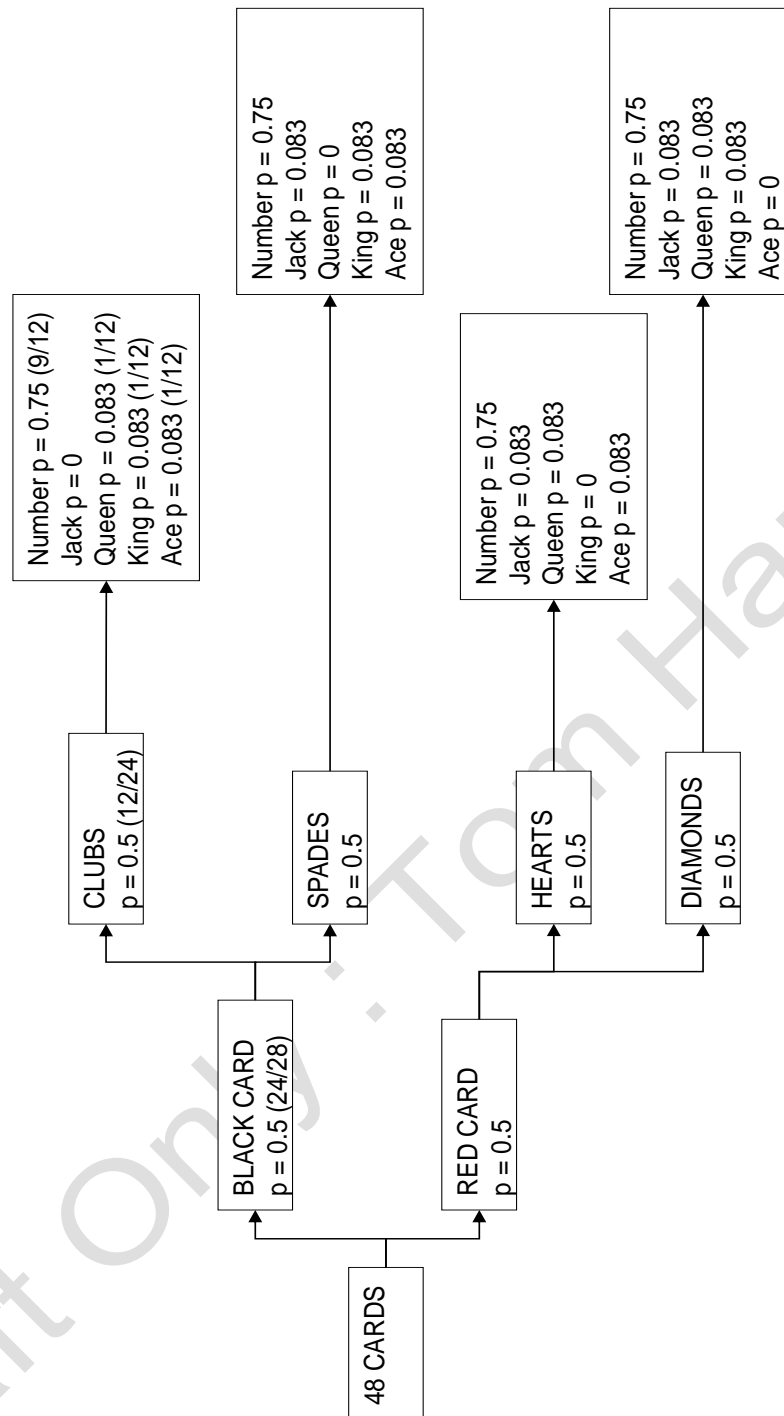 48 CARDS
BLACK CARD
p = 0.5 (24/28)
RED CARD
p = 0.5
CLUBS
p = 0.5 (12/24)
SPADES
p = 0.5
HEARTS
p = 0.5
DIAMONDS
p = 0.5
Number p = 0.75 (9/12)
Jack p = 0
Queen p = 0.083 (1/12)
King p = 0.083 (1/12)
Ace p = 0.083 (1/12)
Number p = 0.75
Jack p = 0.083
Queen p = 0
King p = 0.083
Ace p = 0.083
Number p = 0.75
Jack p = 0.083
Queen p = 0.083
King p = 0
Ace p = 0.083
Number p = 0.75
Jack p = 0.083
Queen p = 0.083
King p = 0.083
Ace p = 0
Only : Tom